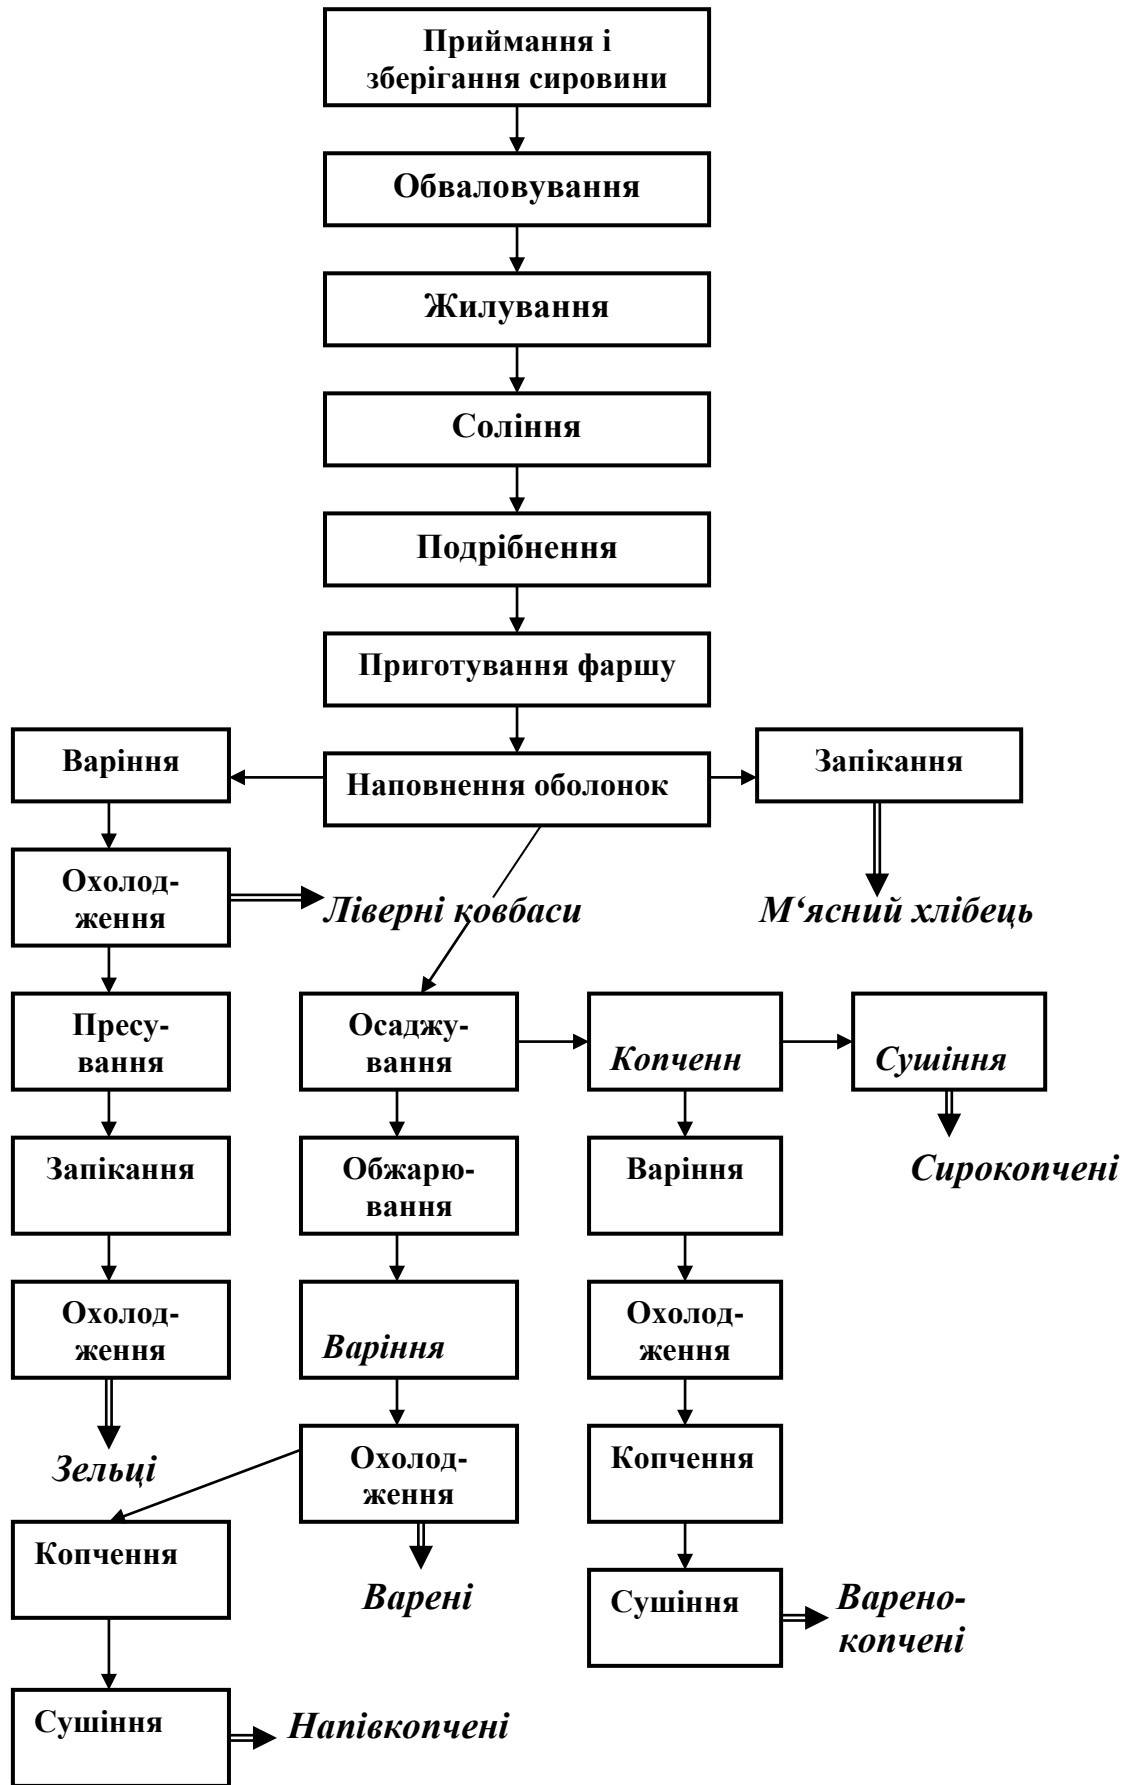 Приймання і
зберігання сировини
Обваловування
Жилування
Соління
Подрібнення
Приготування фаршу
Варіння
Наповнення оболонок
Запікання
Охолод-
ження
Ліверні ковбаси
М‘ясний хлібець
Пресу-
вання
Осаджу-
вання
Копченн
Сушіння
Запікання
Обжарю-
вання
Варіння
Сирокопчені
Охолод-
ження
Варіння
Охолод-
ження
Зельці
Охолод-
ження
Копчення
Копчення
Варені
Сушіння
Варено-
копчені
Сушіння
Напівкопчені